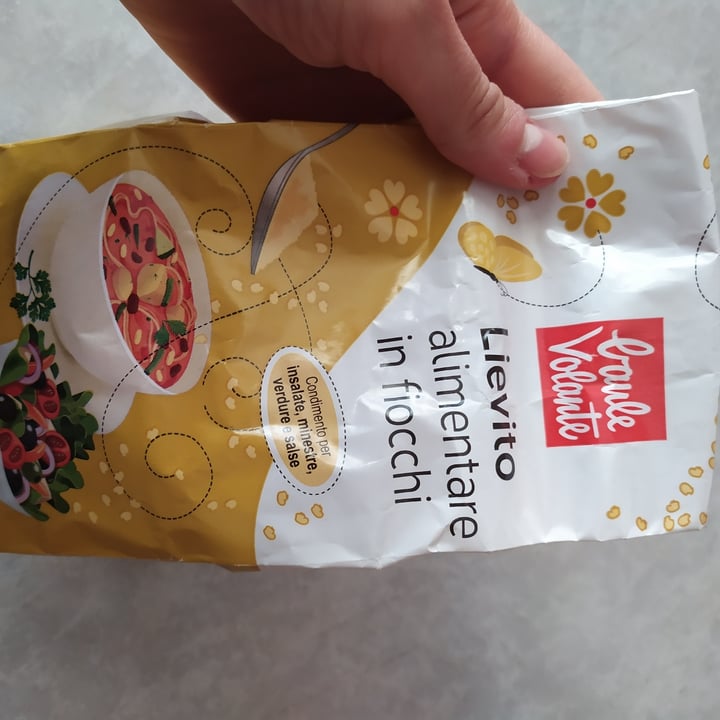 baule
Volante
Lievito
alimentare
in fiocchi
Condimento per
insalate, minestre,
verdure e salse